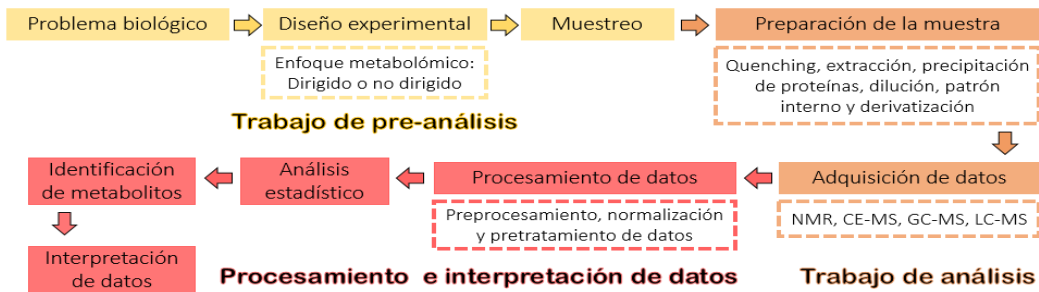 Problema biológico
Diseño experimental
Muestreo
Preparación de la muestra
Enfoque metabolómico:
Dirigido o no dirigido
Quenching, extracción, precipitación
de proteínas, dilución, patrón
interno y derivatización
Trabajo de pre-análisis
Identificación
de metabolitos
Análisis
estadístico
Procesamiento de datos
Adquisición de datos
Preprocesamiento, normalización
y pretratamiento de datos
NMR, CE-MS, GC-MS, LC-MS
Interpretación
de datos
Procesamiento e interpretación de datos
Trabajo de análisis